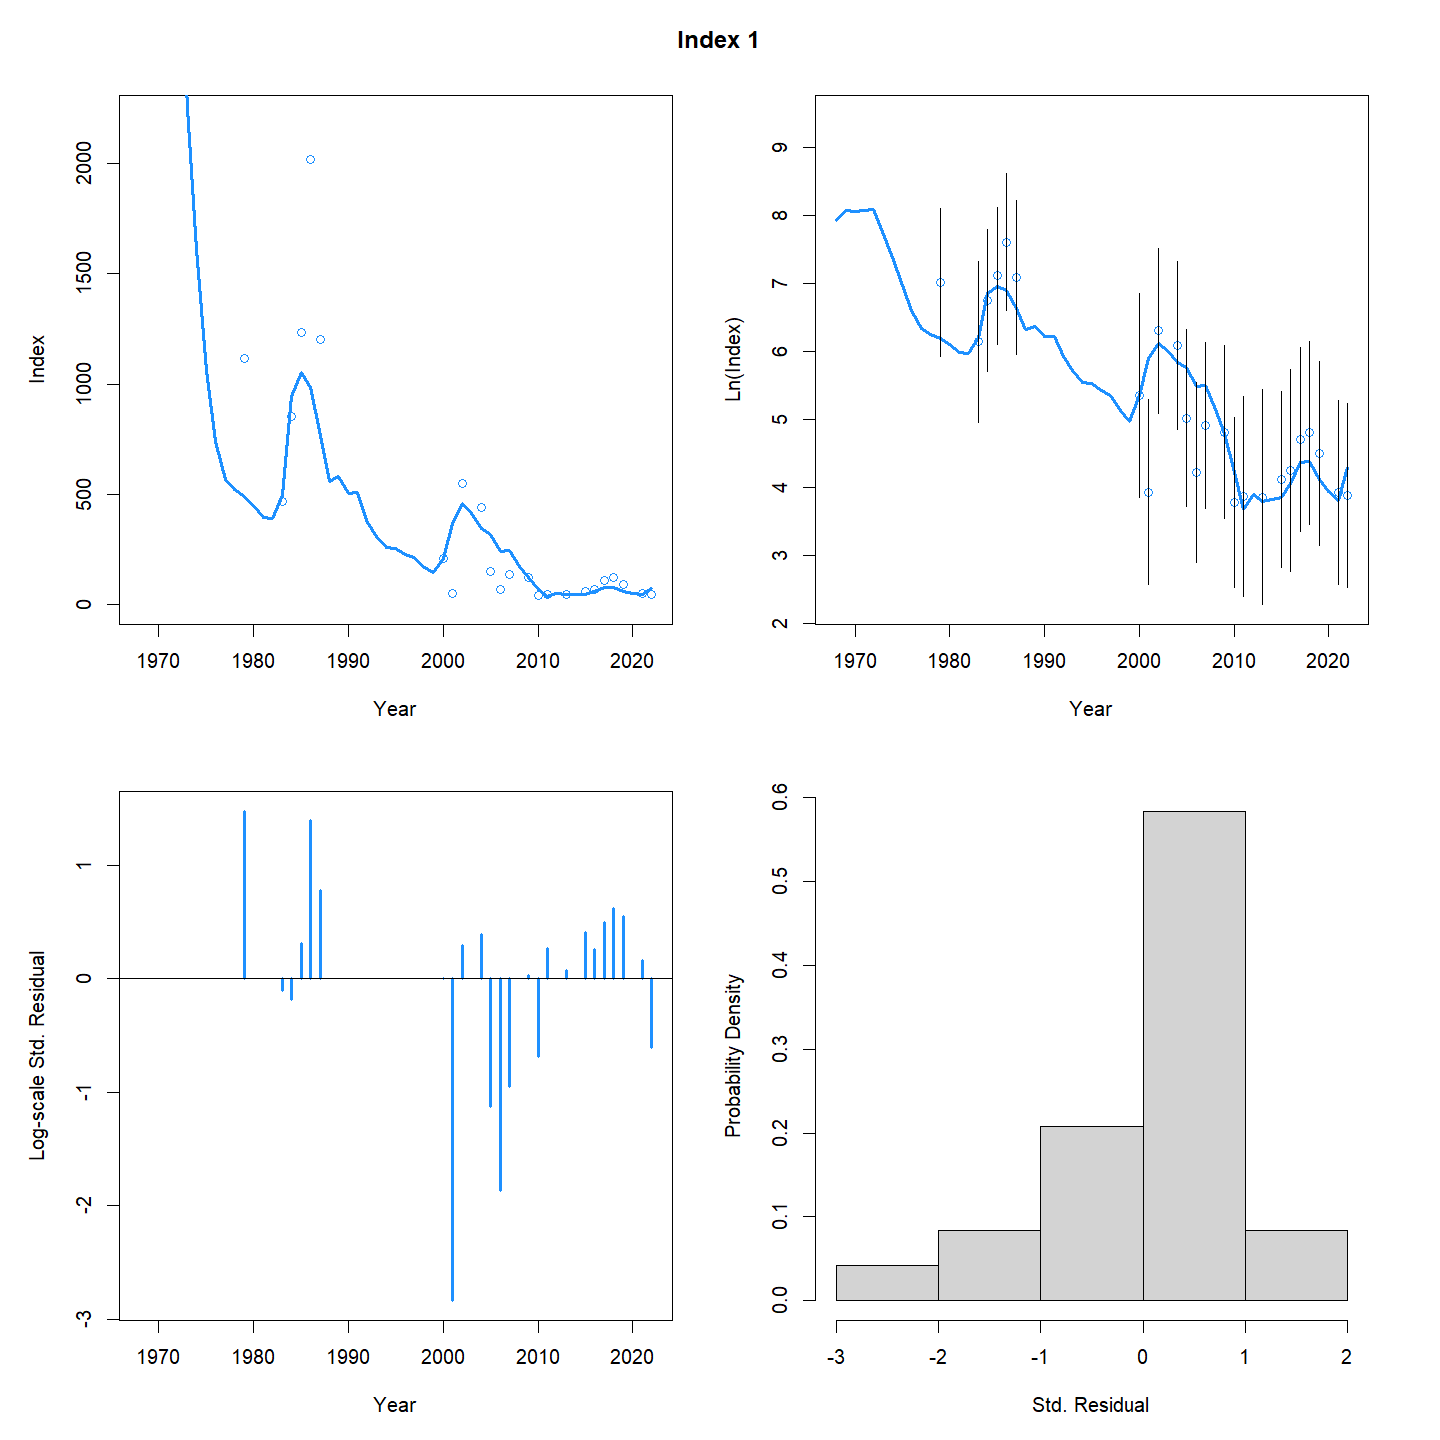 Index 1
Index
2000
1500
1000
500
0
1970 1980 1990 2000 2010 2020
Year
Ln(Index)
9
8
7
6
5
4
3
2
1970 1980 1990 2000 2010 2020
Year
Log-scale Std. Residual
1
0
-1
-2
-3
1970 1980 1990 2000 2010 2020
Year
Probability Density
0.6
0.5
0.4
0.3
0.2
0.1
0.0
-3 -2 -1 0 1 2
Std. Residual